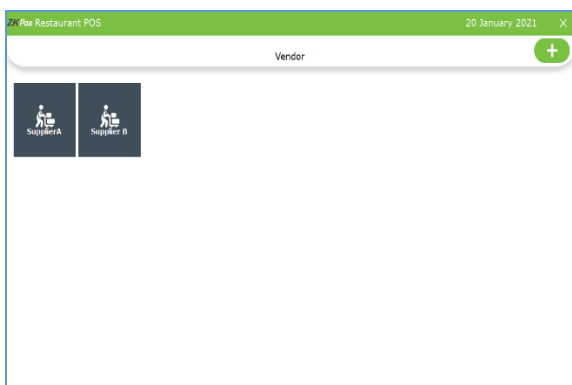 ZKPos Restaurant POS 20 January 2021 X
Vendor +
SupplierA Supplier B